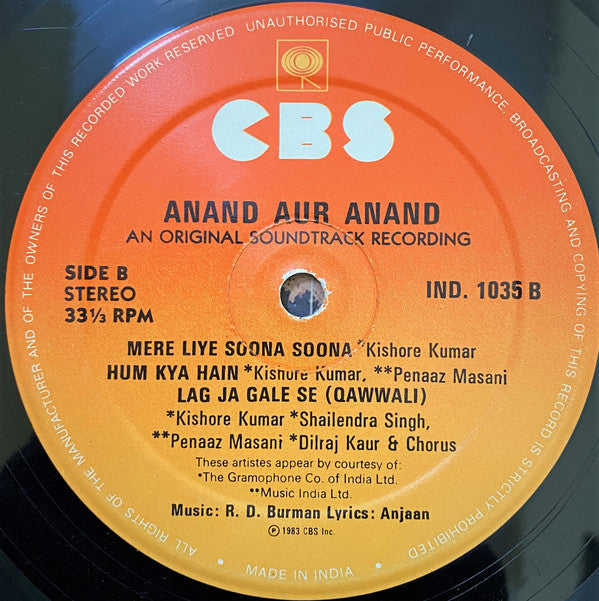 ALL RIGHTS OF THE MANUFACTURER AND OF THE OWNERS OF THIS RECORDED WORK RESERVED. UNAUTHORISED PUBLIC PERFORMANCE, BROADCASTING AND COPYING OF THIS RECORD IS STRICTLY PROHIBITED
CBS
ANAND AUR ANAND
AN ORIGINAL SOUNDTRACK RECORDING
SIDE B
STEREO
33⅓ RPM
IND. 1035 B
MERE LIYE SOONA SOONA *Kishore Kumar
HUM KYA HAIN *Kishore Kumar, **Penaaz Masani
LAG JA GALE SE (QAWWALI)
*Kishore Kumar *Shailendra Singh,
**Penaaz Masani *Dilraj Kaur & Chorus
These artistes appear by courtesy of:
*The Gramophone Co. of India Ltd.
**Music India Ltd.
Music: R. D. Burman Lyrics: Anjaan
℗ 1983 CBS Inc.
• MADE IN INDIA •